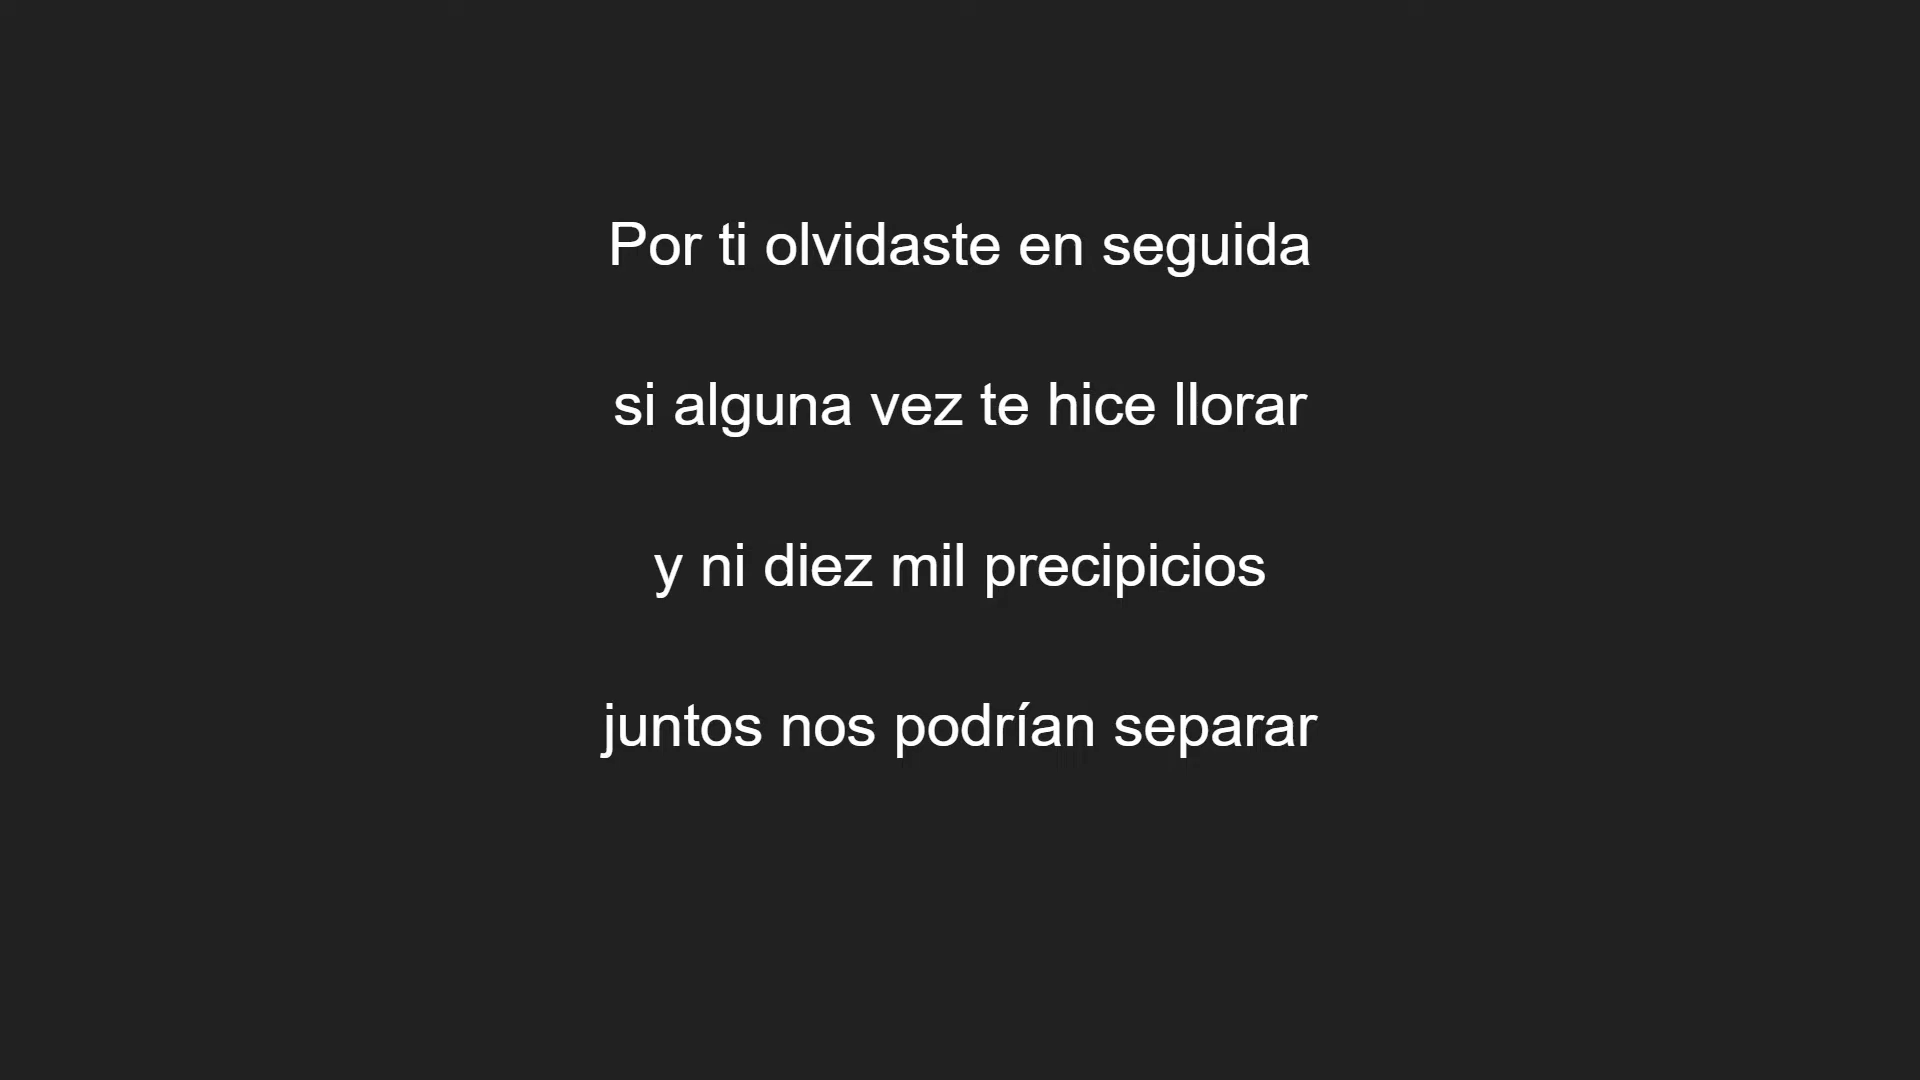 Por ti olvidaste en seguida
si alguna vez te hice llorar
y ni diez mil precipicios
juntos nos podrían separar